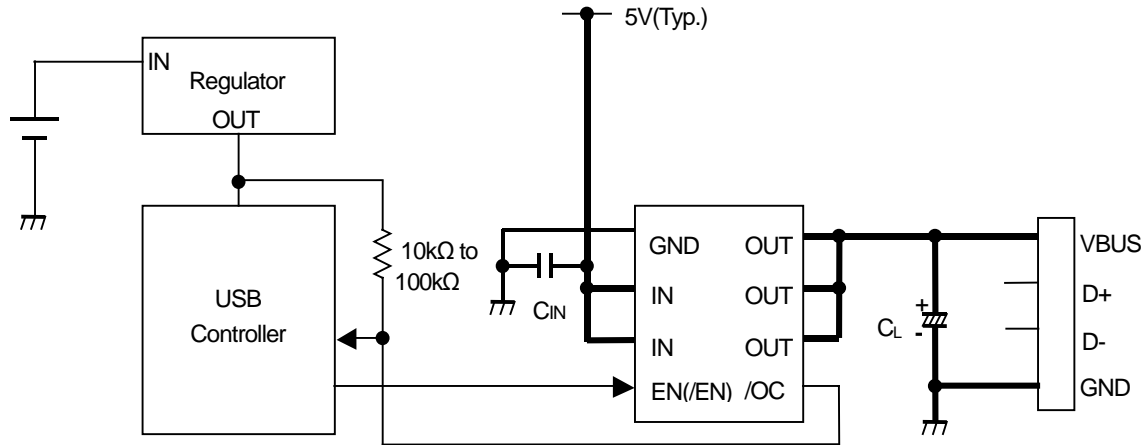 5V(Typ.)
IN
Regulator
OUT
10kΩ to
100kΩ
USB
Controller
CIN
GND OUT
IN OUT
IN OUT
EN(/EN) /OC
+
CL
-
VBUS
D+
D-
GND